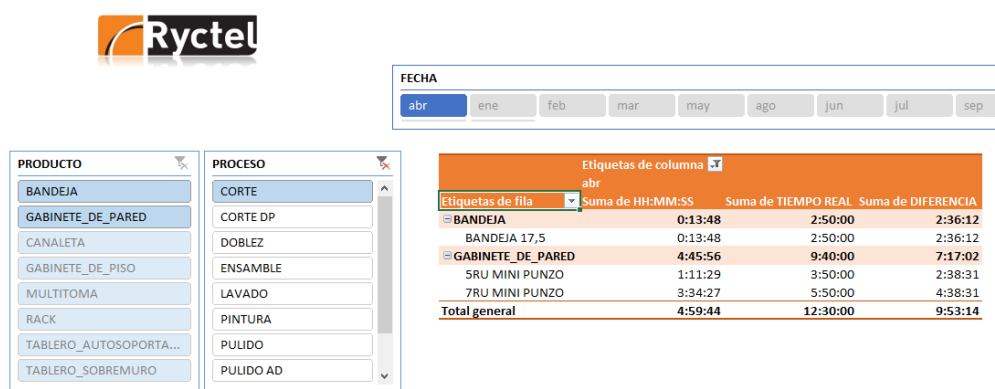 Ryctel
FECHA
abr ene feb mar may ago jun jul sep
PRODUCTO
BANDEJA
GABINETE_DE_PARED
CANALETA
GABINETE_DE_PISO
MULTITOMA
RACK
TABLERO_AUTOSOPORTA...
TABLERO_SOBREMURO
PROCESO
CORTE
CORTE DP
DOBLEZ
ENSAMBLE
LAVADO
PINTURA
PULIDO
PULIDO AD
Etiquetas de columna
abr
Etiquetas de fila Suma de HH:MM:SS Suma de TIEMPO REAL Suma de DIFERENCIA
BANDEJA 0:13:48 2:50:00 2:36:12
BANDEJA 17,5 0:13:48 2:50:00 2:36:12
GABINETE_DE_PARED 4:45:56 9:40:00 7:17:02
5RU MINI PUNZO 1:11:29 3:50:00 2:38:31
7RU MINI PUNZO 3:34:27 5:50:00 4:38:31
Total general 4:59:44 12:30:00 9:53:14